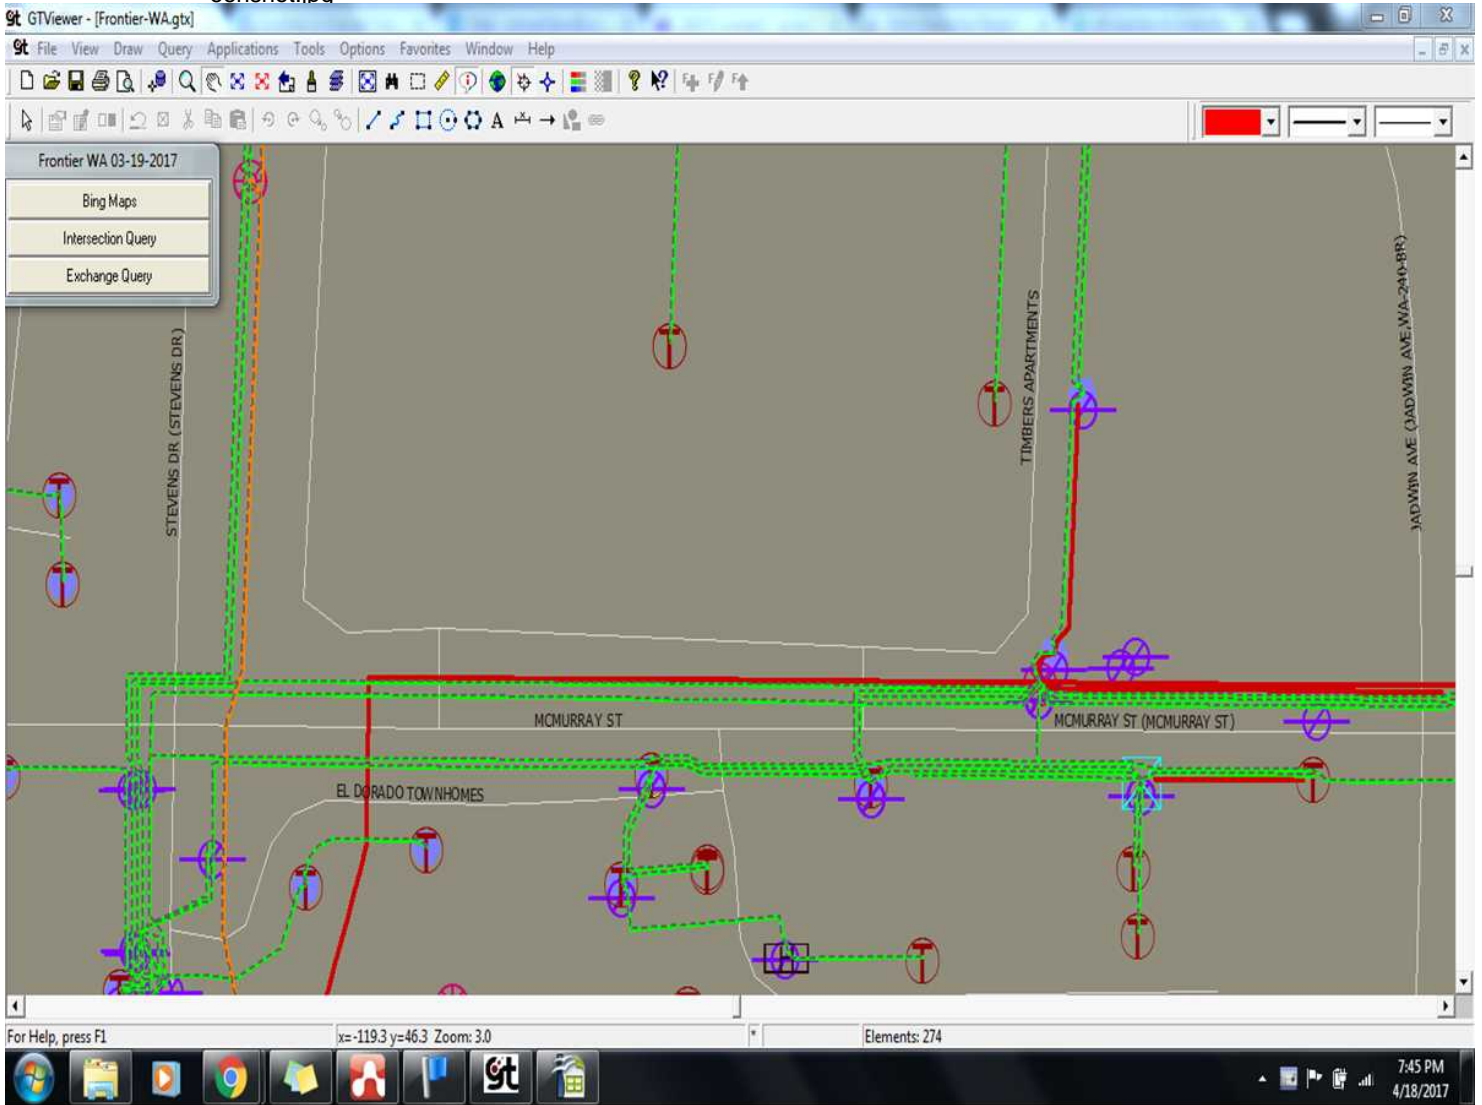 GTViewer - [Frontier-WA.gtx]
File View Draw Query Applications Tools Options Favorites Window Help
Frontier WA 03-19-2017
Bing Maps
Intersection Query
Exchange Query
STEVENS DR (STEVENS DR)
TIMBERS APARTMENTS
JADWIN AVE (JADWIN AVE,WA-240-BR)
MCMURRAY ST
MCMURRAY ST (MCMURRAY ST)
EL DORADO TOWNHOMES
For Help, press F1
x=-119.3 y=46.3 Zoom: 3.0
Elements: 274
7:45 PM
4/18/2017